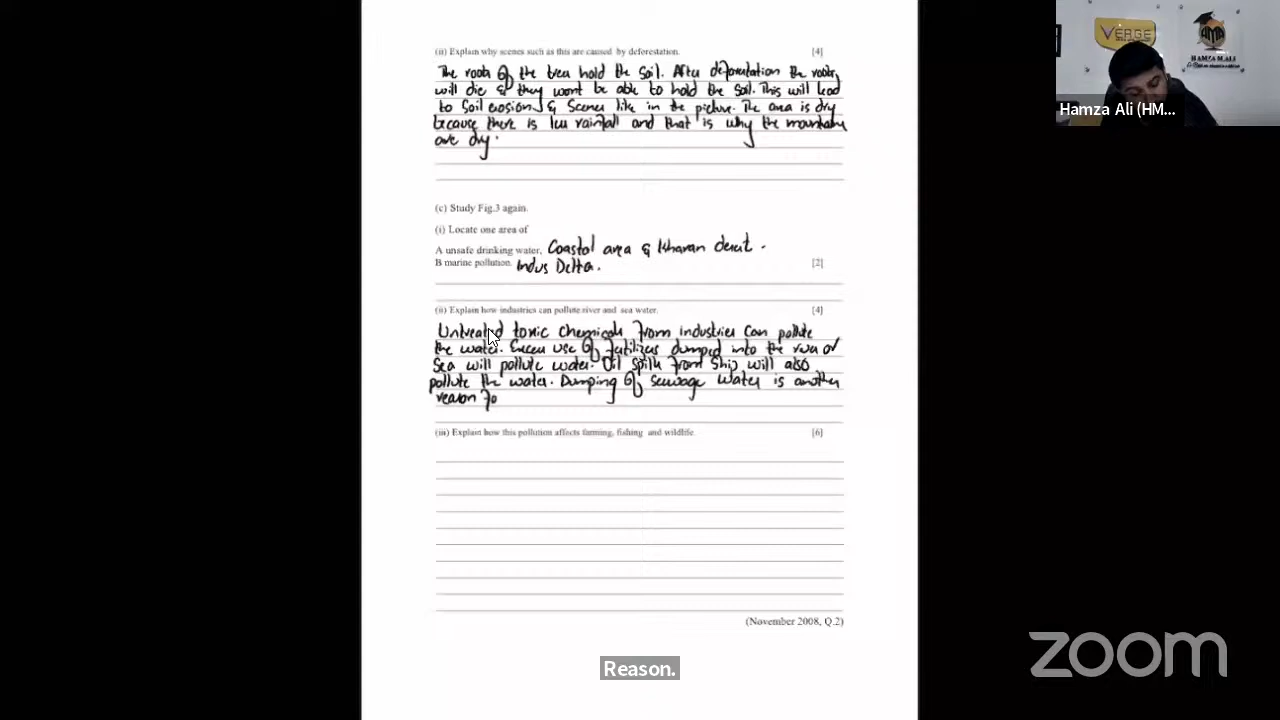 (ii) Explain why scenes such as this are caused by deforestation. [4]
The roots of the trea hold the soil. After deforestation the roots
will die & they wont be able to hold the soil. This will lead
to soil erosion & scenes like in the picture. The area is dry
because there is less rainfall and that is why the mountains
are dry.
(c) Study Fig.3 again.
(i) Locate one area of
A unsafe drinking water, Coastal area & Kharan desert.
B marine pollution. Indus Delta. [2]
(ii) Explain how industries can pollute river and sea water. [4]
Untreated toxic chemicals from industries can pollute
the water. Excess use of fertilizers dumped into the river or
sea will pollute water. Oil spills from ship will also
pollute the water. Dumping of sewage water is another
reason fo
(iii) Explain how this pollution affects farming, fishing and wildlife. [6]
(November 2008, Q.2)
Reason.
zoom
VERGE
HAMZA M.ALI
Hamza Ali (HM...